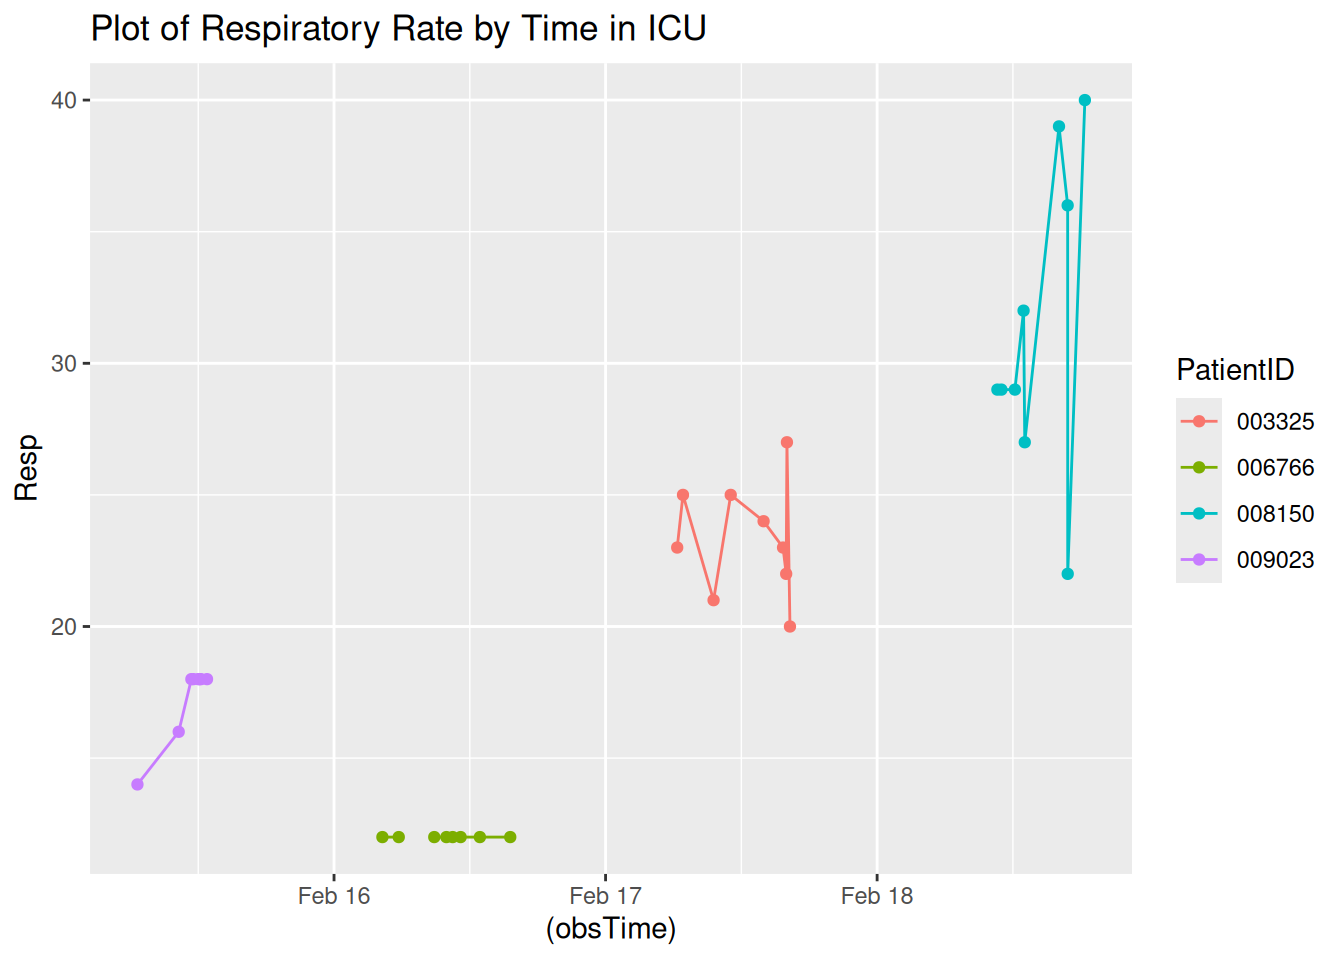 Plot of Respiratory Rate by Time in ICU
40
30
20
Resp
Feb 16
Feb 17
Feb 18
(obsTime)
PatientID
003325
006766
008150
009023